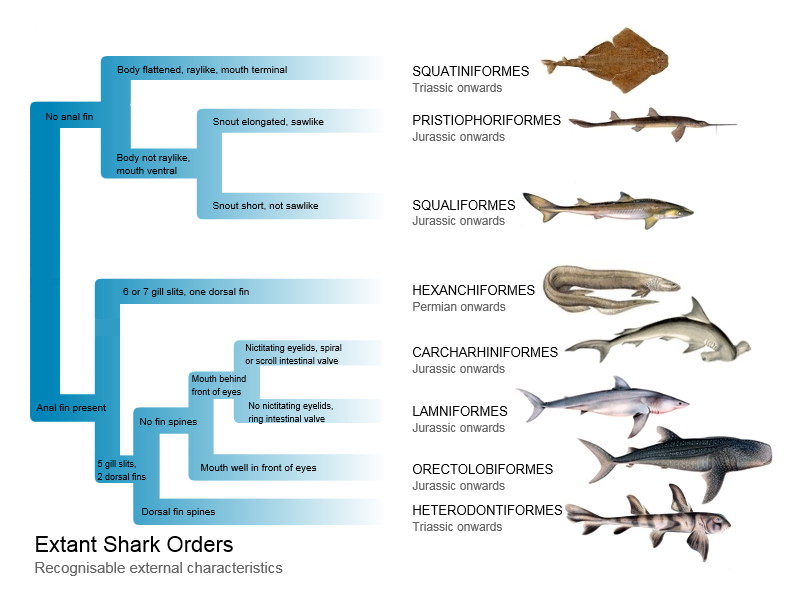 Body flattened, raylike, mouth terminal
SQUATINIFORMES
Triassic onwards
No anal fin
Snout elongated, sawlike
PRISTIOPHORIFORMES
Jurassic onwards
Body not raylike,
mouth ventral
Snout short, not sawlike
SQUALIFORMES
Jurassic onwards
6 or 7 gill slits, one dorsal fin
HEXANCHIFORMES
Permian onwards
Nictitating eyelids, spiral
or scroll intestinal valve
CARCHARHINIFORMES
Jurassic onwards
Mouth behind
front of eyes
Anal fin present
No nictitating eyelids,
ring intestinal valve
LAMNIFORMES
Jurassic onwards
No fin spines
5 gill slits,
2 dorsal fins
Mouth well in front of eyes
ORECTOLOBIFORMES
Jurassic onwards
Dorsal fin spines
HETERODONTIFORMES
Triassic onwards
Extant Shark Orders
Recognisable external characteristics